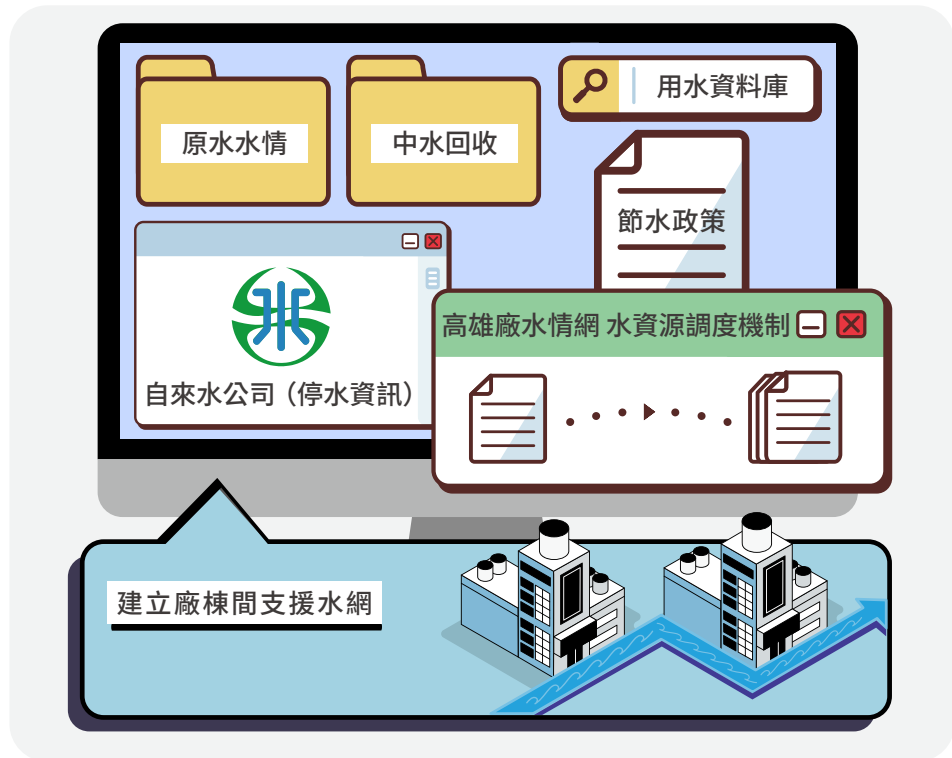 原水水情
中水回收
用水資料庫
節水政策
自來水公司（停水資訊）
高雄廠水情網 水資源調度機制
建立廠棟間支援水網